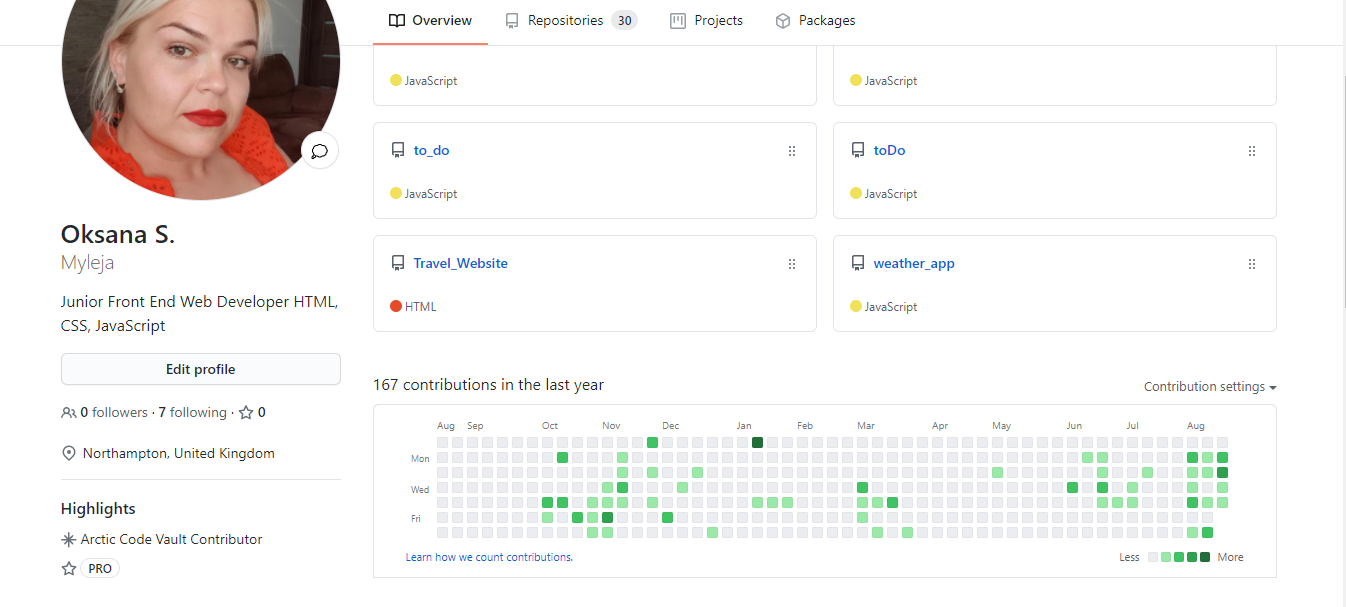 Overview Repositories 30 Projects Packages
JavaScript JavaScript
to_do toDo
JavaScript JavaScript
Travel_Website weather_app
HTML JavaScript
Oksana S.
Myleja
Junior Front End Web Developer HTML,
CSS, JavaScript
Edit profile
0 followers · 7 following · 0
Northampton, United Kingdom
Highlights
Arctic Code Vault Contributor
PRO
167 contributions in the last year Contribution settings
Aug Sep Oct Nov Dec Jan Feb Mar Apr May Jun Jul Aug
Mon
Wed
Fri
Learn how we count contributions. Less More